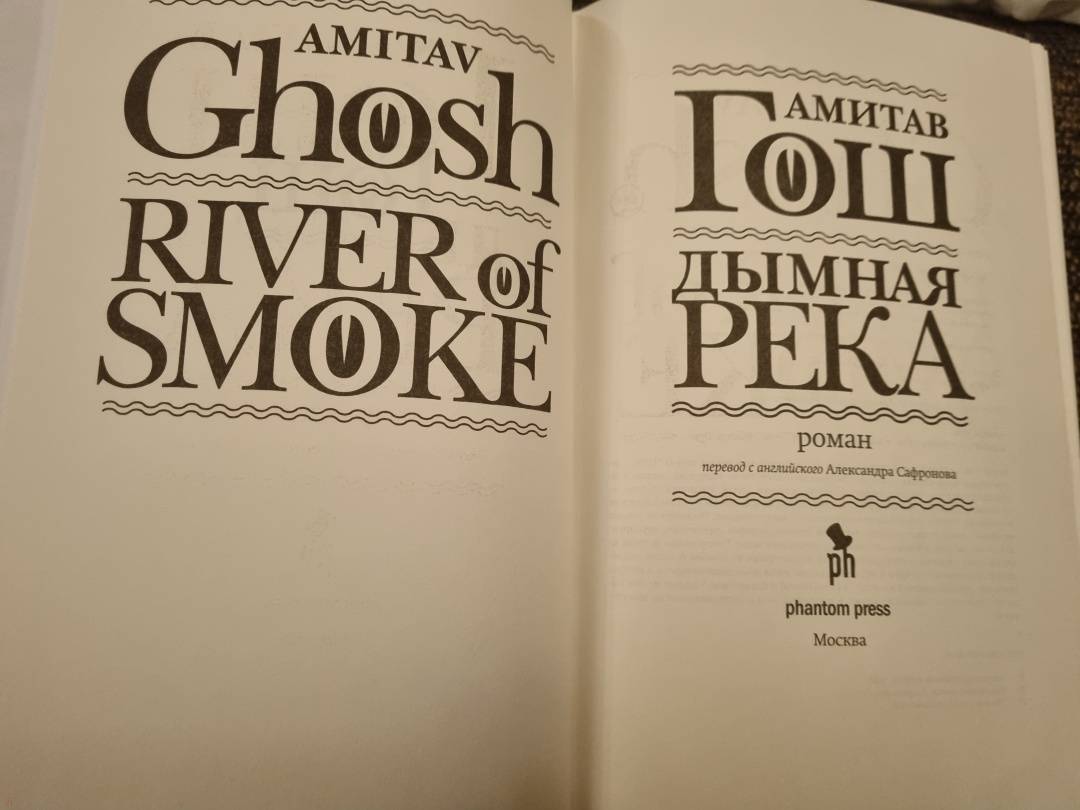 AMITAV
Ghosh
RIVER of
SMOKE
АМИТАВ
ГОШ
ДЫМНАЯ
РЕКА
роман
перевод с английского Александра Сафронова
ph
phantom press
Москва